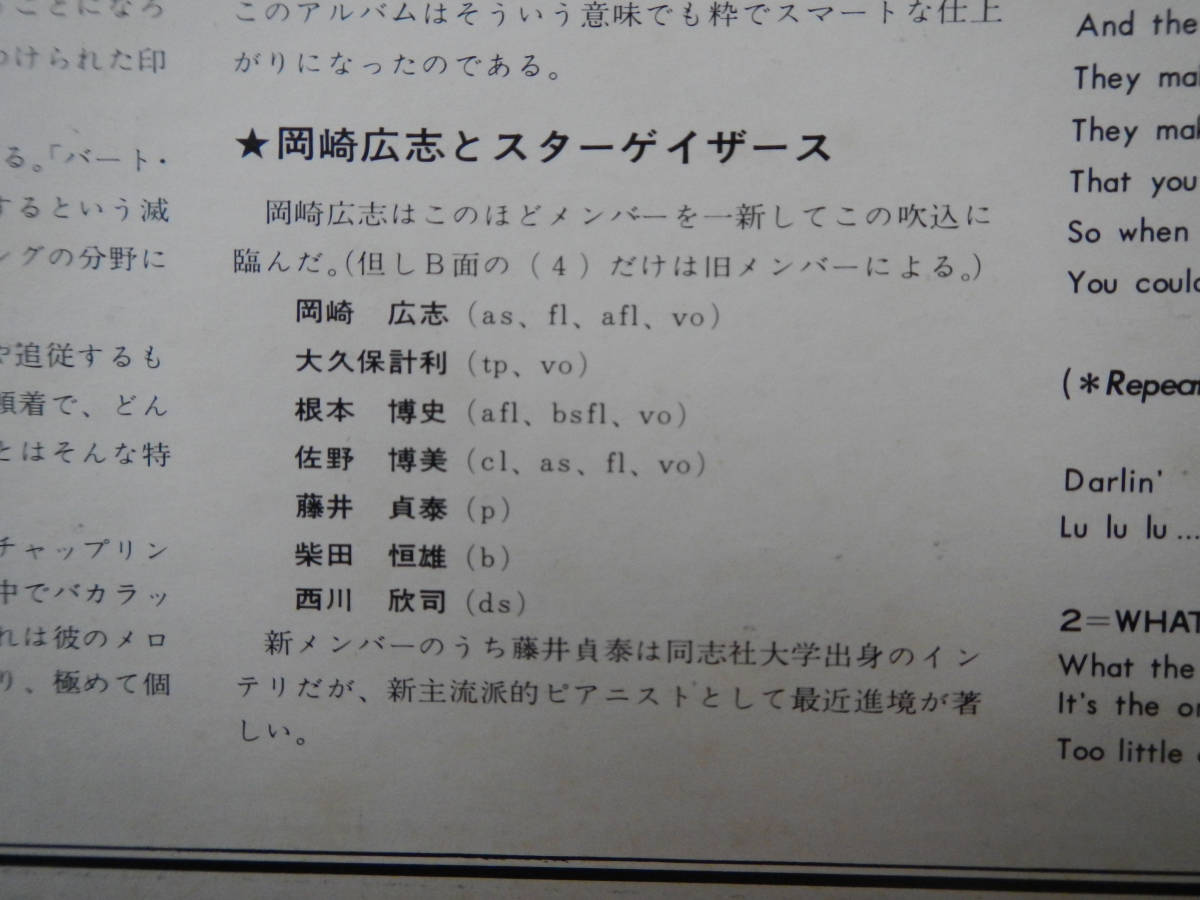 けられた印
る。「バート・
するという滅
ングの分野に
や追従するも
頓着で、どん
とはそんな特
チャップリン
中でバカラッ
れは彼のメロ
り、極めて個
このアルバムはそういう意味でも粋でスマートな仕上
がりになったのである。
★岡崎広志とスターゲイザース
岡崎広志はこのほどメンバーを一新してこの吹込に
臨んだ。(但しB面の(4)だけは旧メンバーによる。)
岡崎 広志 (as、fl、afl、vo)
大久保計利 (tp、vo)
根本 博史 (afl、bsfl、vo)
佐野 博美 (cl、as、fl、vo)
藤井 貞泰 (p)
柴田 恒雄 (b)
西川 欣司 (ds)
新メンバーのうち藤井貞泰は同志社大学出身のイン
テリだが、新主流派的ピアニストとして最近進境が著
しい。
And the
They
They
That you
So when
You
(*Repeat
Darlin'
Lu lu lu...
2=WHAT
What the
It's the
Too little